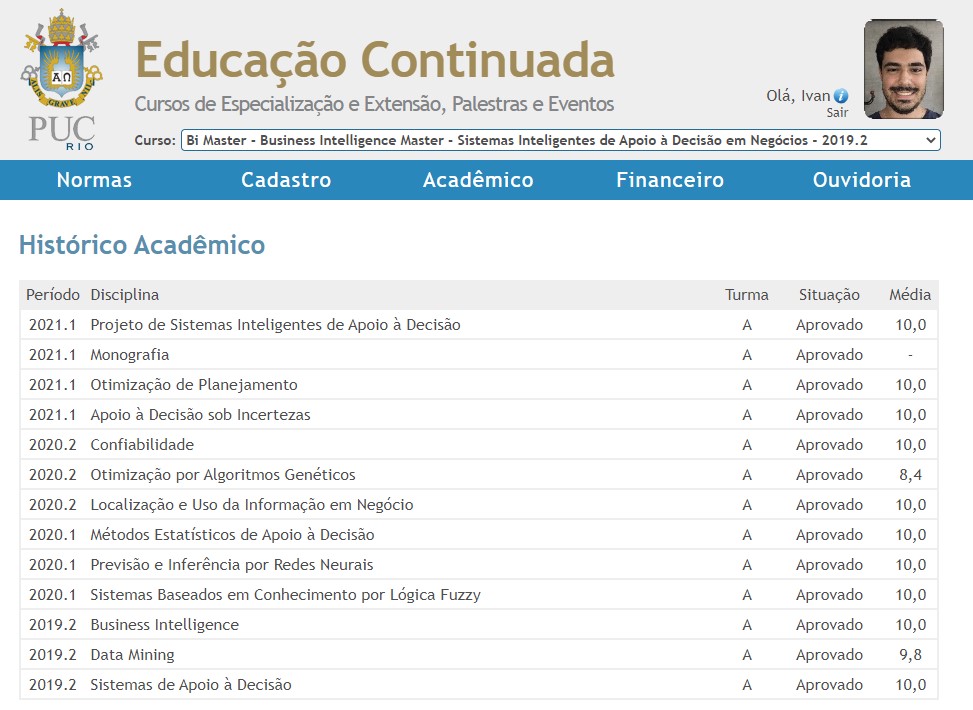 Educação Continuada
Cursos de Especialização e Extensão, Palestras e Eventos
PUC
RIO
Olá, Ivan
Sair
Curso: Bi Master - Business Intelligence Master - Sistemas Inteligentes de Apoio à Decisão em Negócios - 2019.2
Normas Cadastro Acadêmico Financeiro Ouvidoria
Histórico Acadêmico
Período Disciplina Turma Situação Média
2021.1 Projeto de Sistemas Inteligentes de Apoio à Decisão A Aprovado 10,0
2021.1 Monografia A Aprovado -
2021.1 Otimização de Planejamento A Aprovado 10,0
2021.1 Apoio à Decisão sob Incertezas A Aprovado 10,0
2020.2 Confiabilidade A Aprovado 10,0
2020.2 Otimização por Algoritmos Genéticos A Aprovado 8,4
2020.2 Localização e Uso da Informação em Negócio A Aprovado 10,0
2020.1 Métodos Estatísticos de Apoio à Decisão A Aprovado 10,0
2020.1 Previsão e Inferência por Redes Neurais A Aprovado 10,0
2020.1 Sistemas Baseados em Conhecimento por Lógica Fuzzy A Aprovado 10,0
2019.2 Business Intelligence A Aprovado 10,0
2019.2 Data Mining A Aprovado 9,8
2019.2 Sistemas de Apoio à Decisão A Aprovado 10,0